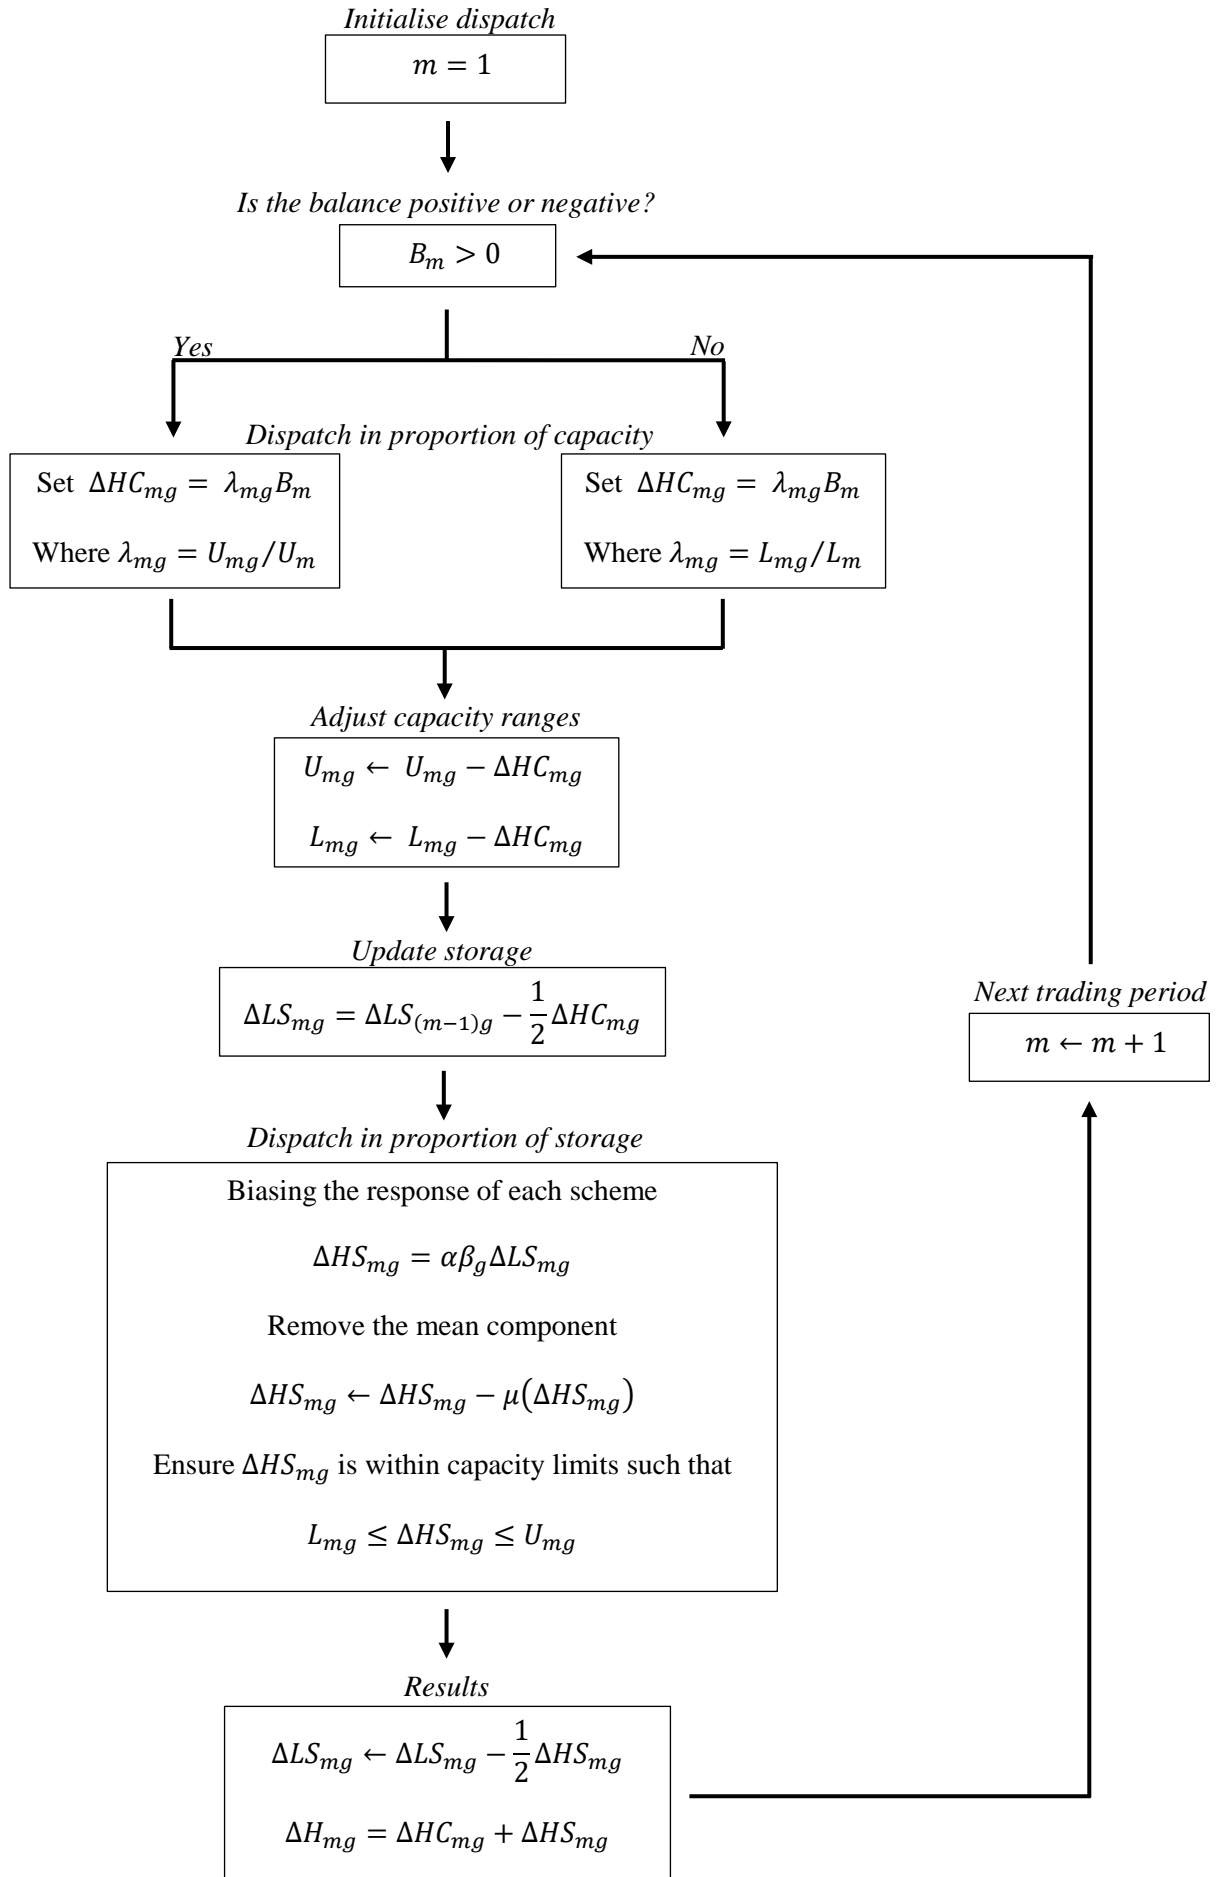 Initialise dispatch
m = 1
Is the balance positive or negative?
B_m > 0
Yes
No
Dispatch in proportion of capacity
Set ΔHC_mg = λ_mg B_m
Where λ_mg = U_mg/U_m
Set ΔHC_mg = λ_mg B_m
Where λ_mg = L_mg/L_m
Adjust capacity ranges
U_mg ← U_mg − ΔHC_mg
L_mg ← L_mg − ΔHC_mg
Update storage
ΔLS_mg = ΔLS_(m−1)g − 1/2 ΔHC_mg
Next trading period
m ← m + 1
Dispatch in proportion of storage
Biasing the response of each scheme
ΔHS_mg = αβ_g ΔLS_mg
Remove the mean component
ΔHS_mg ← ΔHS_mg − μ(ΔHS_mg)
Ensure ΔHS_mg is within capacity limits such that
L_mg ≤ ΔHS_mg ≤ U_mg
Results
ΔLS_mg ← ΔLS_mg − 1/2 ΔHS_mg
ΔH_mg = ΔHC_mg + ΔHS_mg